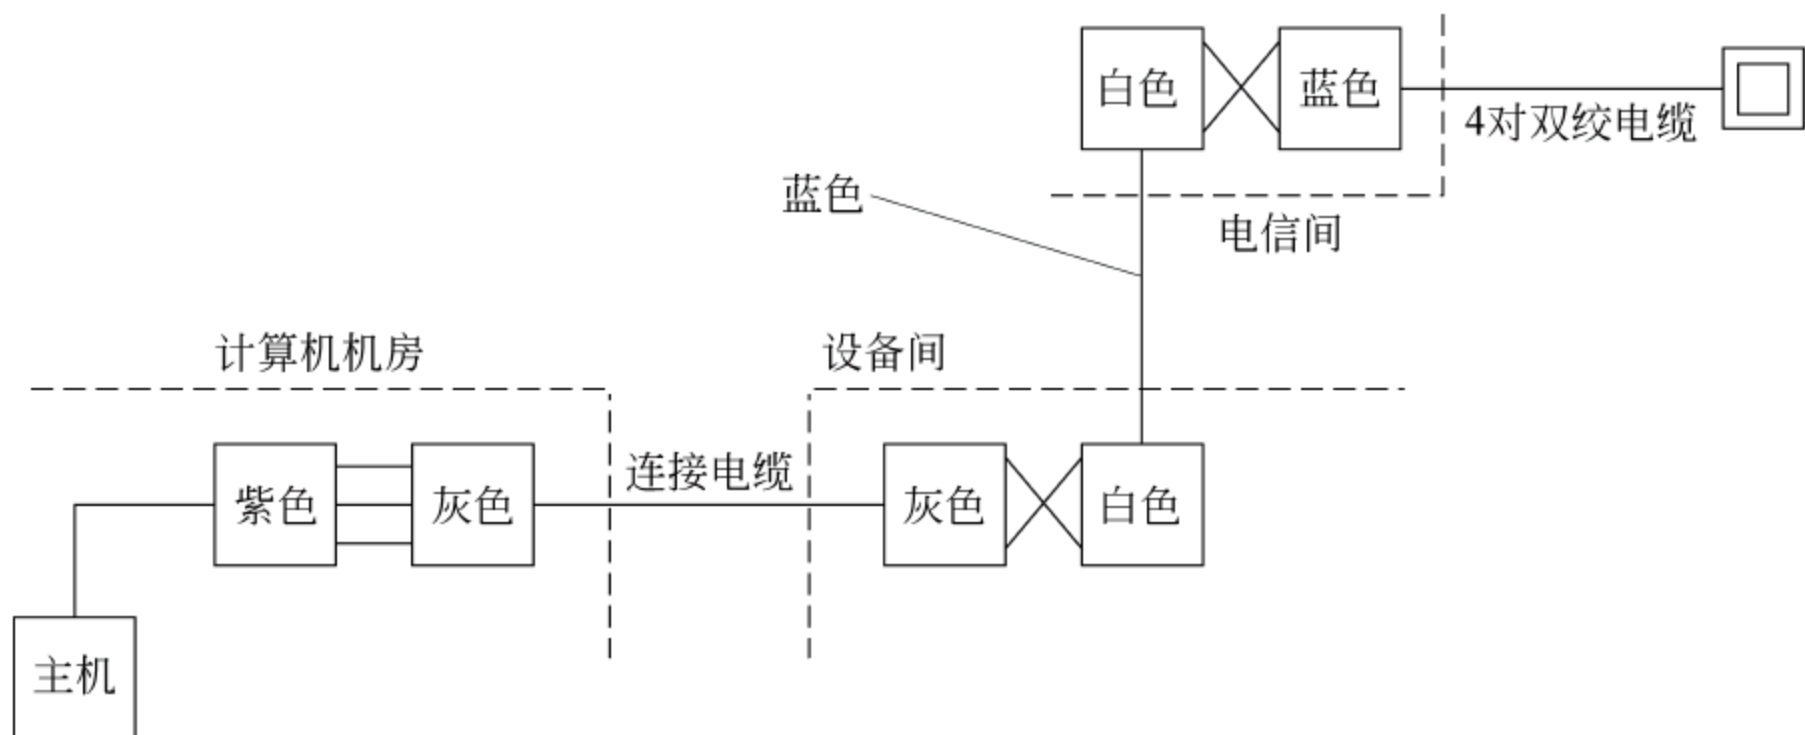 白色
蓝色
4对双绞电缆
蓝色
电信间
计算机机房
设备间
连接电缆
紫色
灰色
灰色
白色
主机